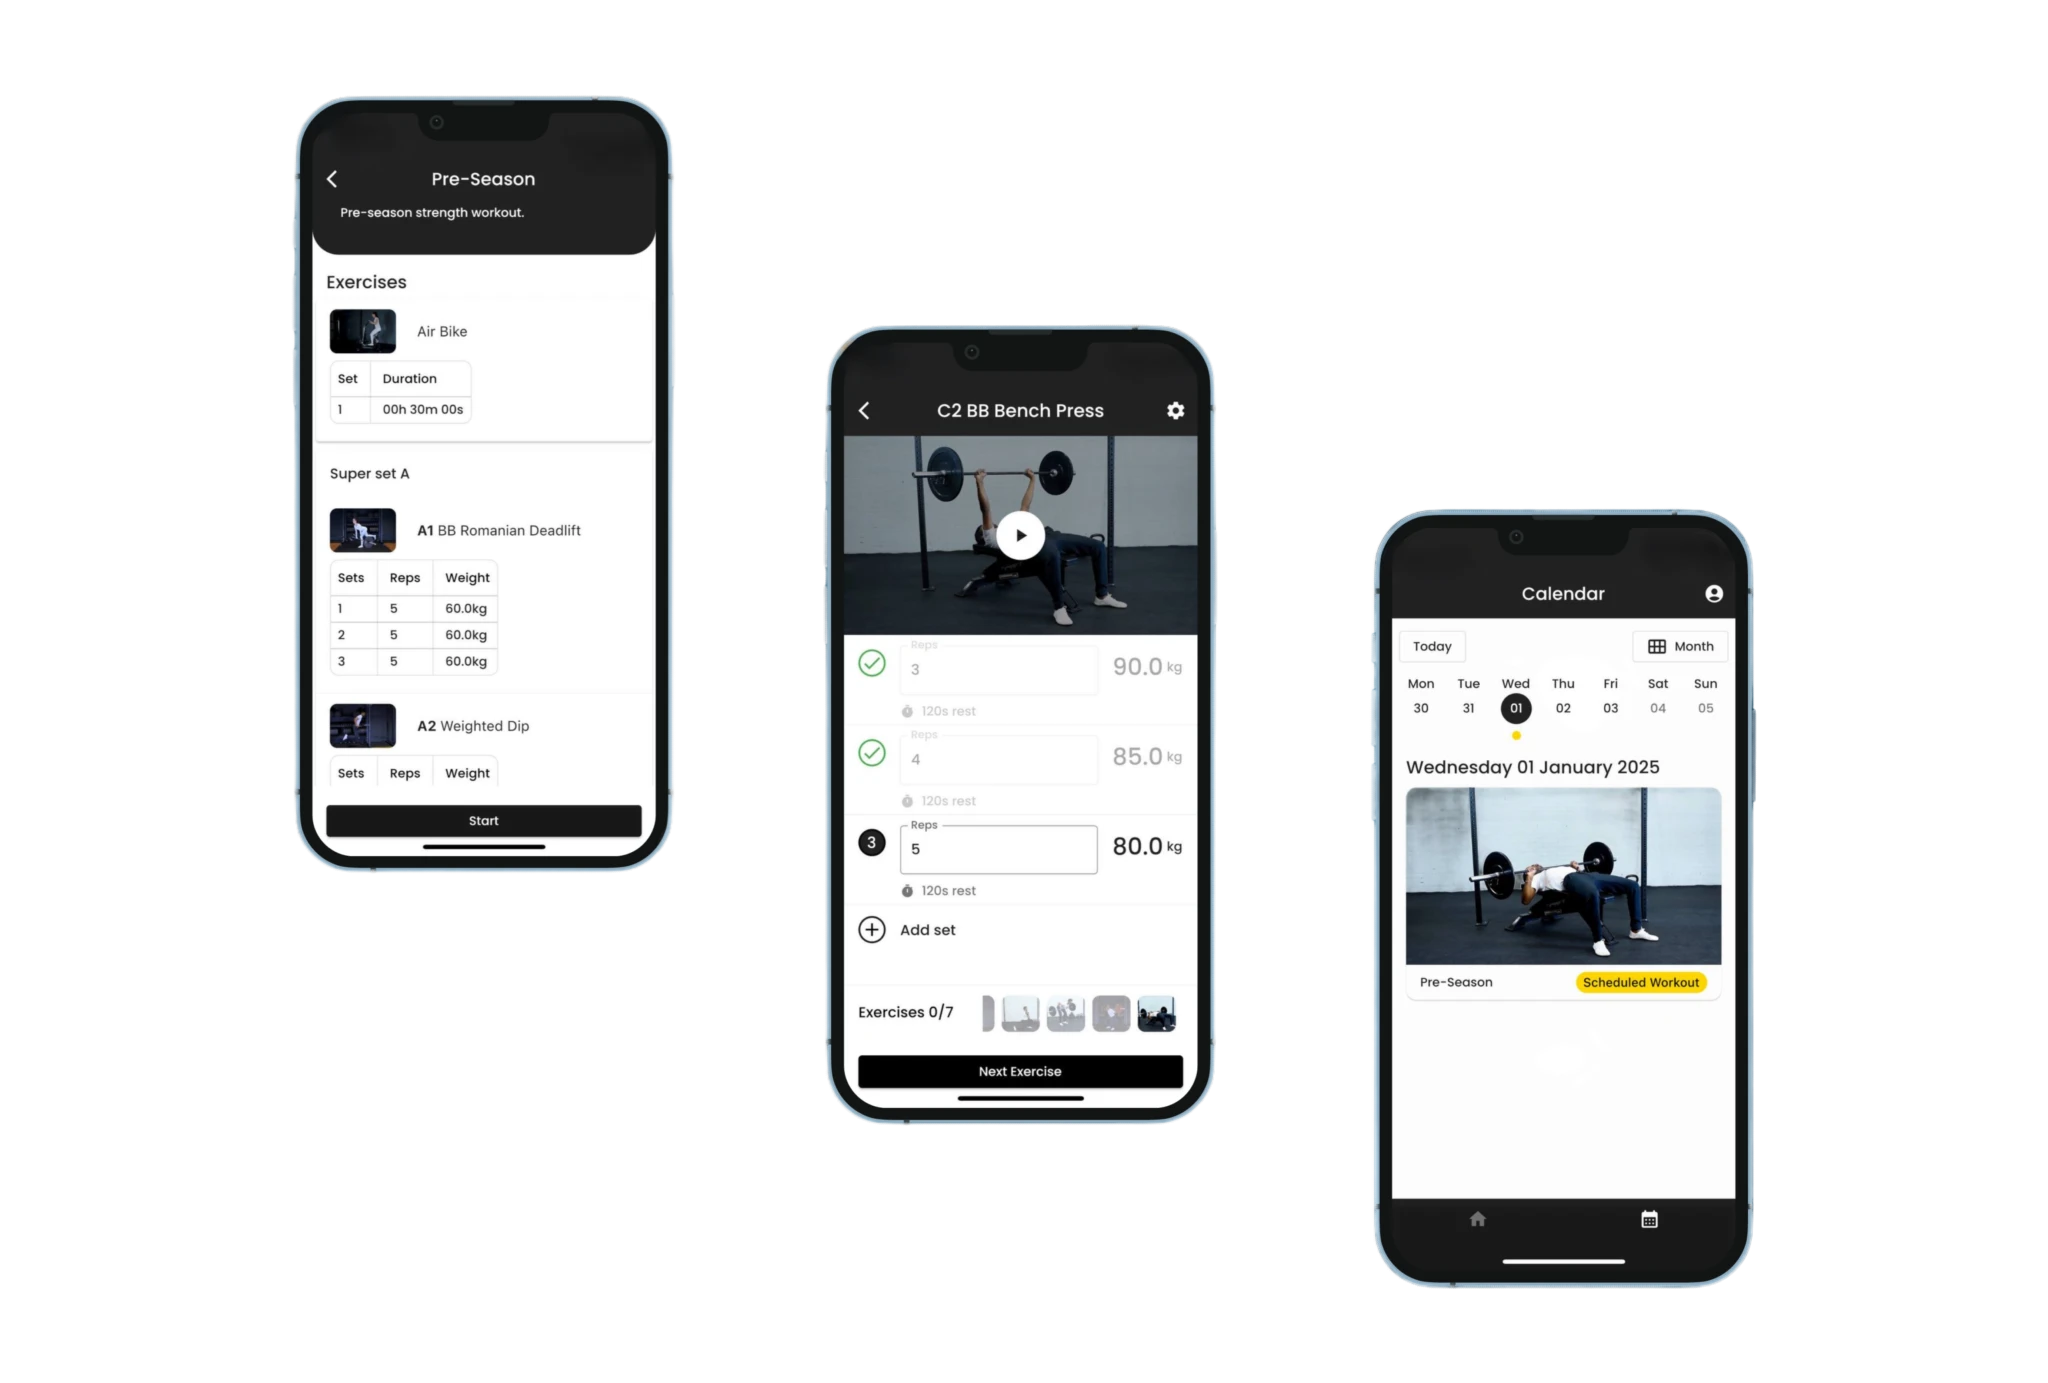 Pre-Season
Pre-season strength workout.
Exercises
Air Bike
Set Duration
1 00h 30m 00s
Super set A
A1 BB Romanian Deadlift
Sets Reps Weight
1 5 60.0kg
2 5 60.0kg
3 5 60.0kg
A2 Weighted Dip
Sets Reps Weight
Start
C2 BB Bench Press
Reps
3 90.0 kg
120s rest
Reps
4 85.0 kg
120s rest
Reps
3 5 80.0 kg
120s rest
Add set
Exercises 0/7
Next Exercise
Calendar
Today Month
Mon Tue Wed Thu Fri Sat Sun
30 31 01 02 03 04 05
Wednesday 01 January 2025
Pre-Season Scheduled Workout